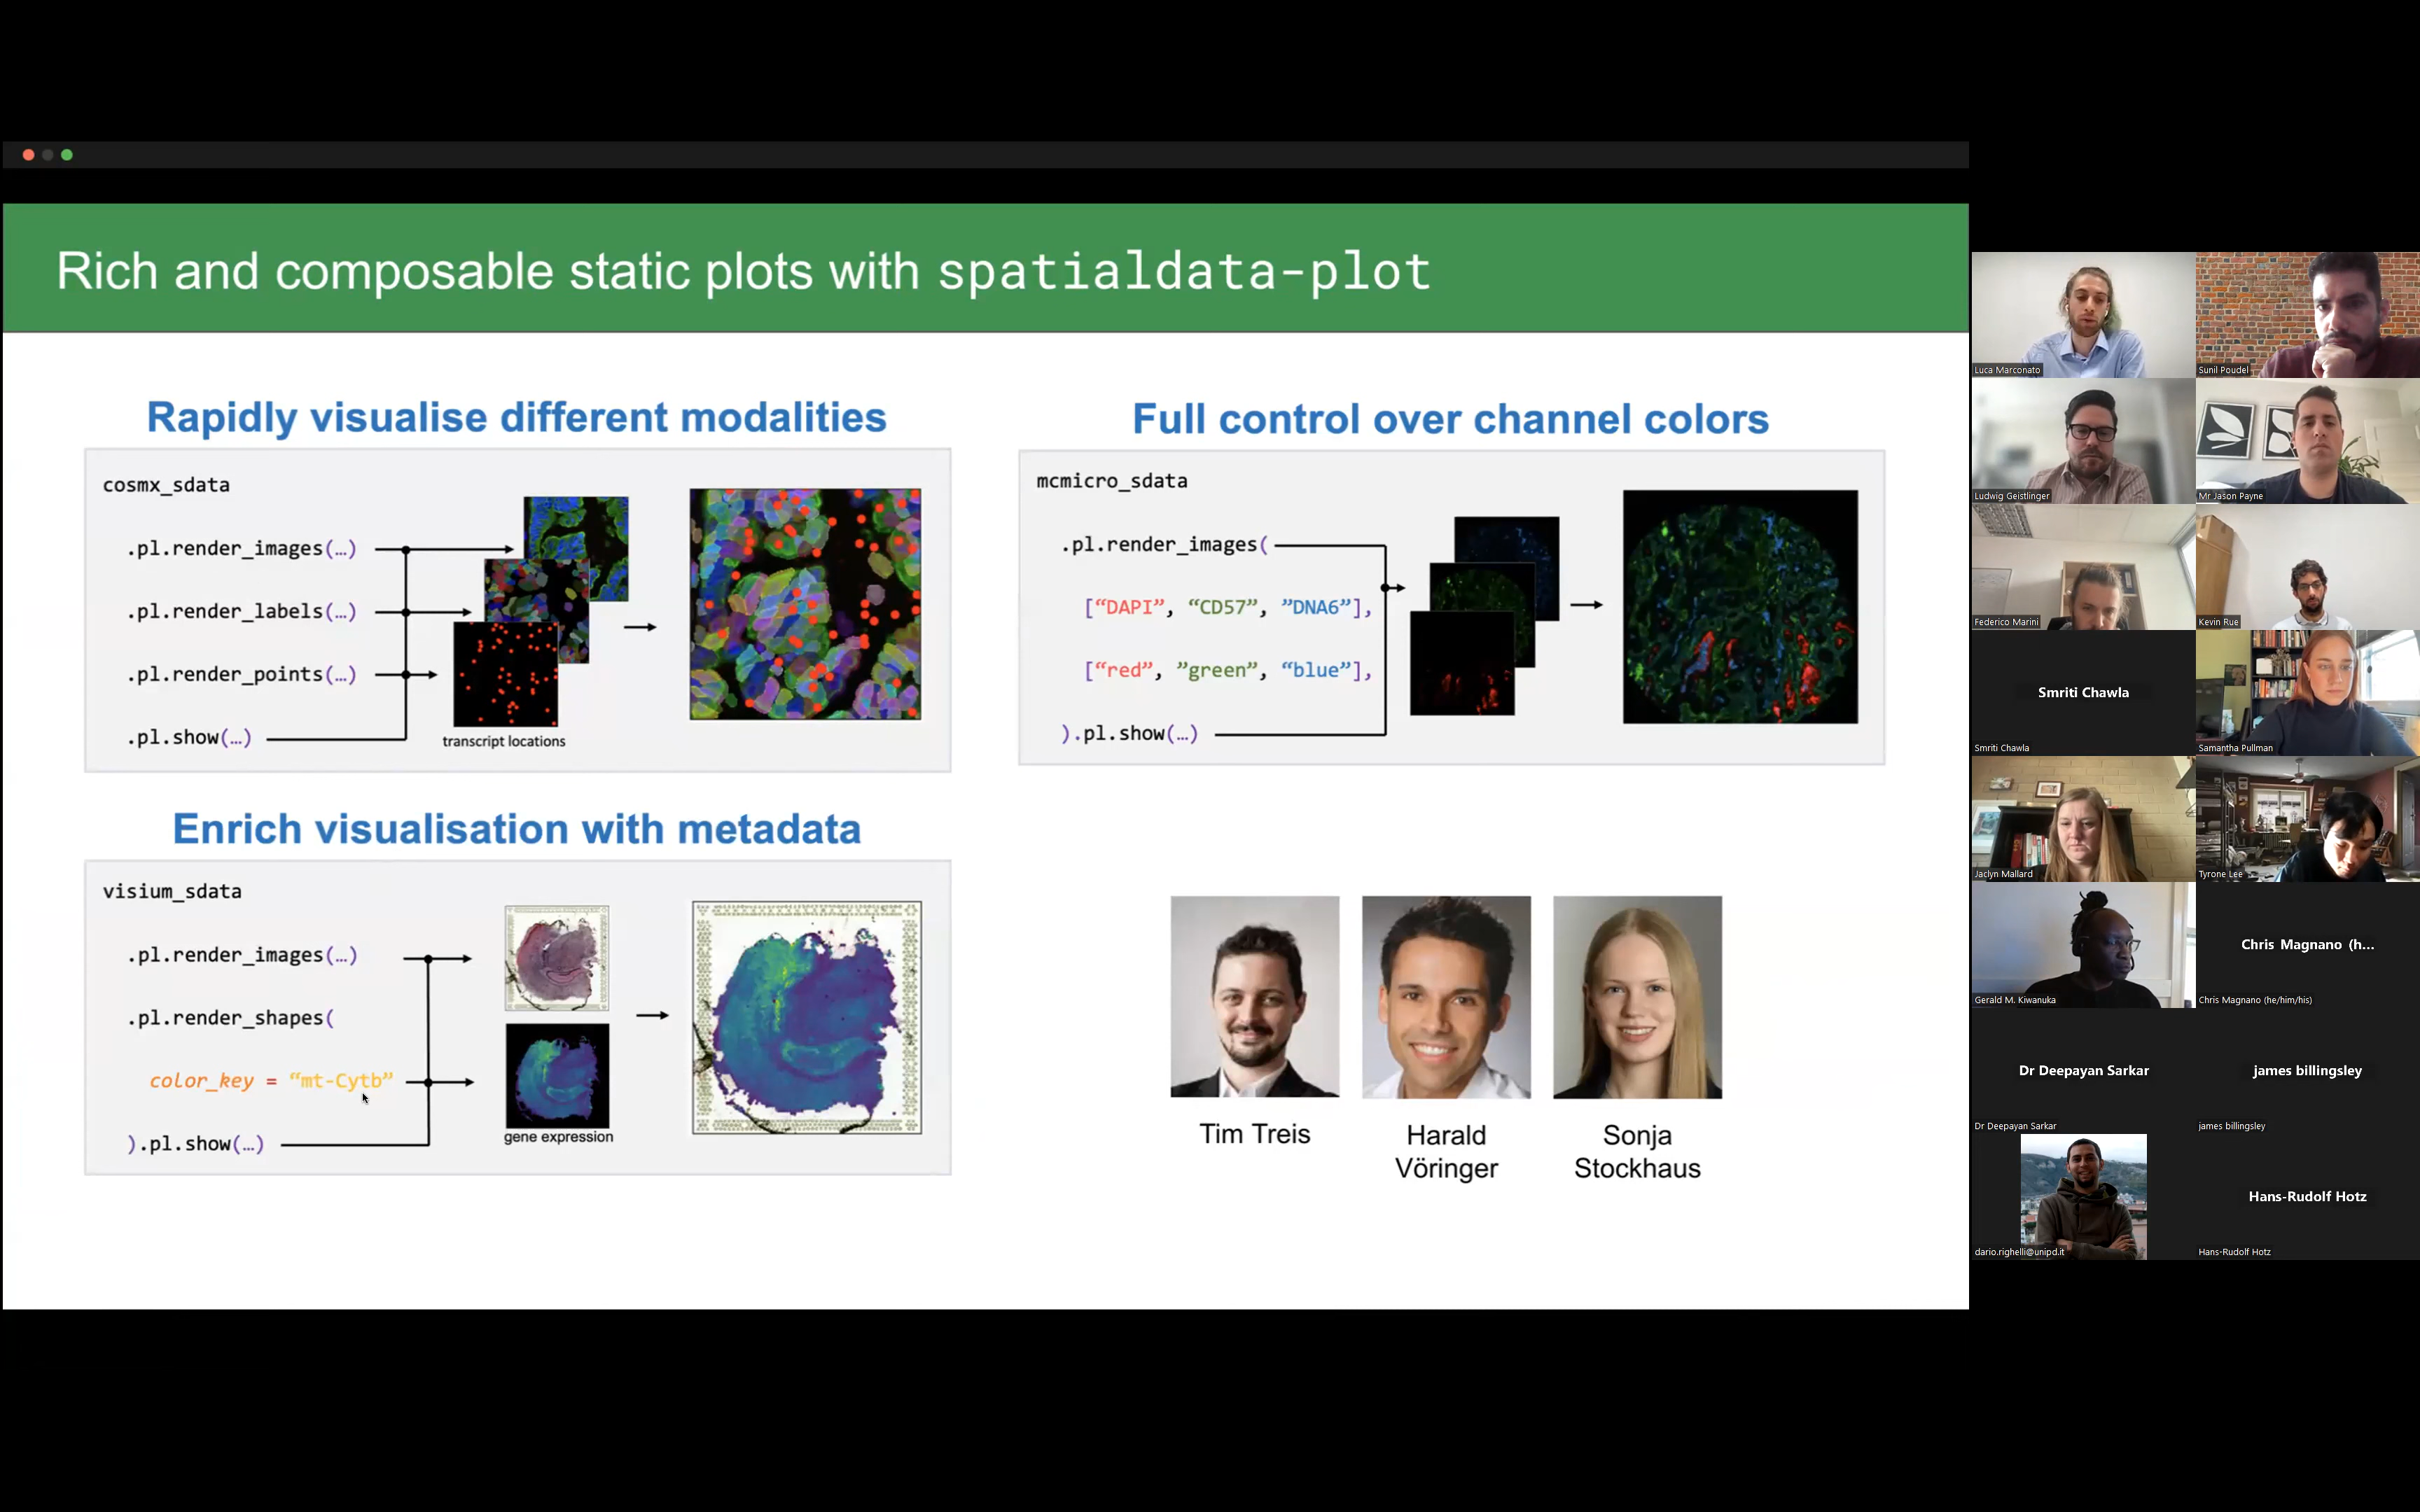 Rich and composable static plots with spatialdata-plot
Rapidly visualise different modalities
cosmx_sdata
.pl.render_images(…)
.pl.render_labels(…)
.pl.render_points(…)
.pl.show(…)
transcript locations
Full control over channel colors
mcmicro_sdata
.pl.render_images(
[“DAPI”, “CD57”, ”DNA6”],
[“red”, ”green”, “blue”],
).pl.show(…)
Enrich visualisation with metadata
visium_sdata
.pl.render_images(…)
.pl.render_shapes(
color_key = “mt-Cytb”
).pl.show(…)
gene expression
Tim Treis
Harald
Vöringer
Sonja
Stockhaus
Luca Marconato
Sunil Poudel
Ludwig Geistlinger
Mr Jason Payne
Federico Marini
Kevin Rue
Smriti Chawla
Smriti Chawla
Samantha Pullman
Jaclyn Mallard
Tyrone Lee
Gerald M. Kiwanuka
Chris Magnano (h...
Chris Magnano (he/him/his)
Dr Deepayan Sarkar
Dr Deepayan Sarkar
james billingsley
james billingsley
dario.righelli@unipd.it
Hans-Rudolf Hotz
Hans-Rudolf Hotz